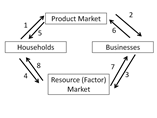 Product Market
1
2
5
6
Households
Businesses
8
7
4
3
Resource (Factor)
Market